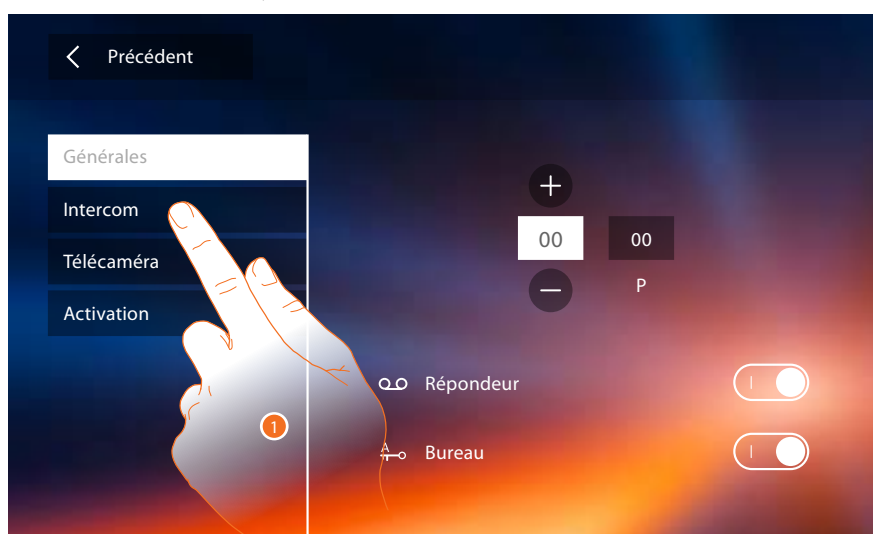 Précédent
Générales
Intercom
Télécaméra
Activation
00 00
P
Répondeur
A
Bureau
1